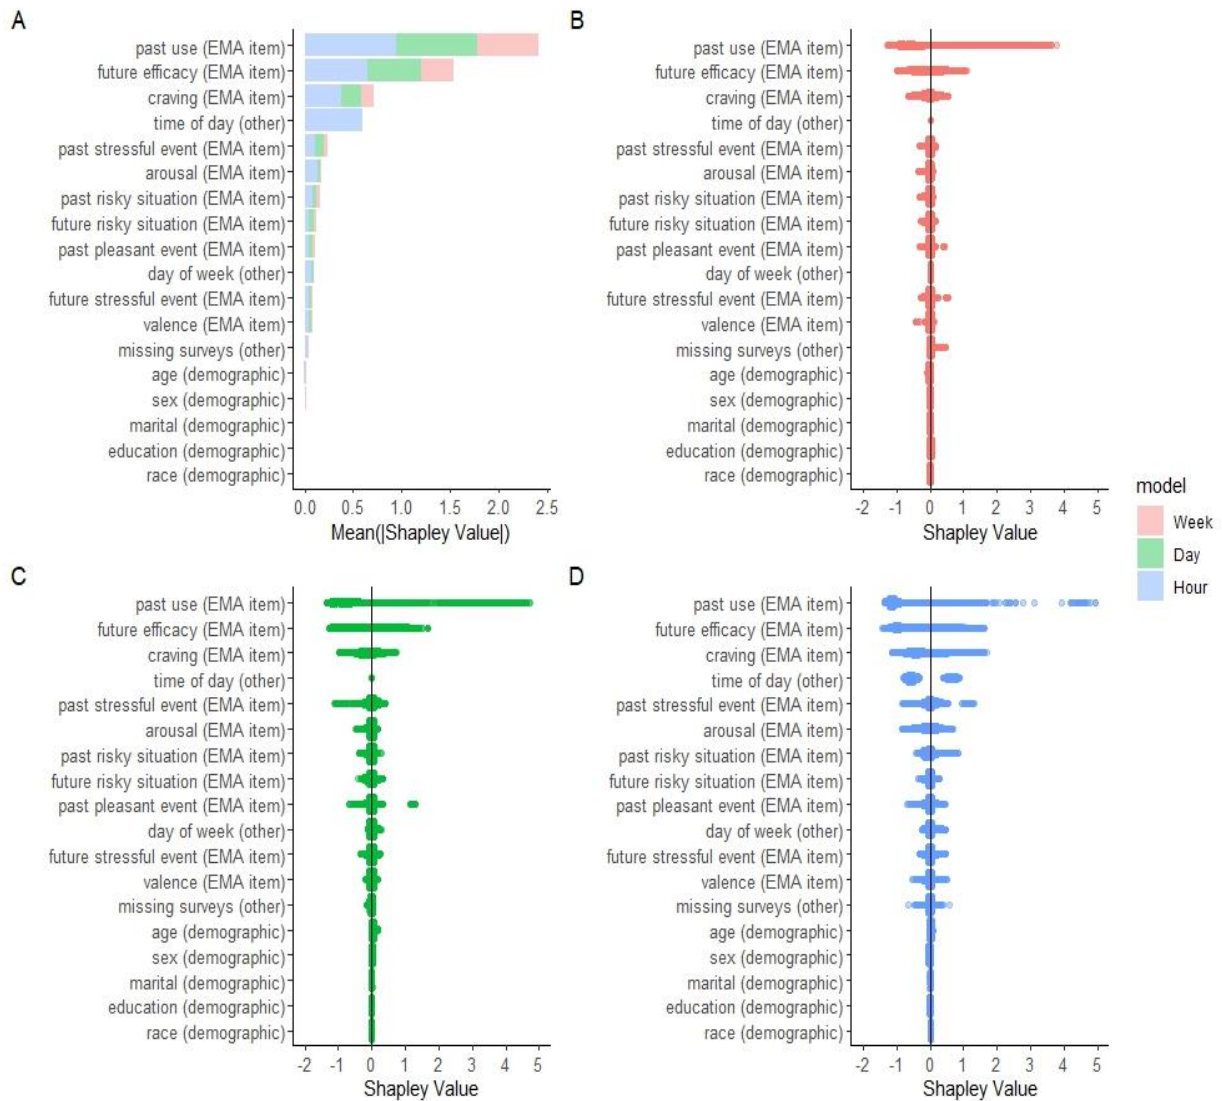 A
past use (EMA item)
future efficacy (EMA item)
craving (EMA item)
time of day (other)
past stressful event (EMA item)
arousal (EMA item)
past risky situation (EMA item)
future risky situation (EMA item)
past pleasant event (EMA item)
day of week (other)
future stressful event (EMA item)
valence (EMA item)
missing surveys (other)
age (demographic)
sex (demographic)
marital (demographic)
education (demographic)
race (demographic)
0.0 0.5 1.0 1.5 2.0 2.5
Mean(|Shapley Value|)
B
past use (EMA item)
future efficacy (EMA item)
craving (EMA item)
time of day (other)
past stressful event (EMA item)
arousal (EMA item)
past risky situation (EMA item)
future risky situation (EMA item)
past pleasant event (EMA item)
day of week (other)
future stressful event (EMA item)
valence (EMA item)
missing surveys (other)
age (demographic)
sex (demographic)
marital (demographic)
education (demographic)
race (demographic)
-2 -1 0 1 2 3 4 5
Shapley Value
model
Week
Day
Hour
C
past use (EMA item)
future efficacy (EMA item)
craving (EMA item)
time of day (other)
past stressful event (EMA item)
arousal (EMA item)
past risky situation (EMA item)
future risky situation (EMA item)
past pleasant event (EMA item)
day of week (other)
future stressful event (EMA item)
valence (EMA item)
missing surveys (other)
age (demographic)
sex (demographic)
marital (demographic)
education (demographic)
race (demographic)
-2 -1 0 1 2 3 4 5
Shapley Value
D
past use (EMA item)
future efficacy (EMA item)
craving (EMA item)
time of day (other)
past stressful event (EMA item)
arousal (EMA item)
past risky situation (EMA item)
future risky situation (EMA item)
past pleasant event (EMA item)
day of week (other)
future stressful event (EMA item)
valence (EMA item)
missing surveys (other)
age (demographic)
sex (demographic)
marital (demographic)
education (demographic)
race (demographic)
-2 -1 0 1 2 3 4 5
Shapley Value